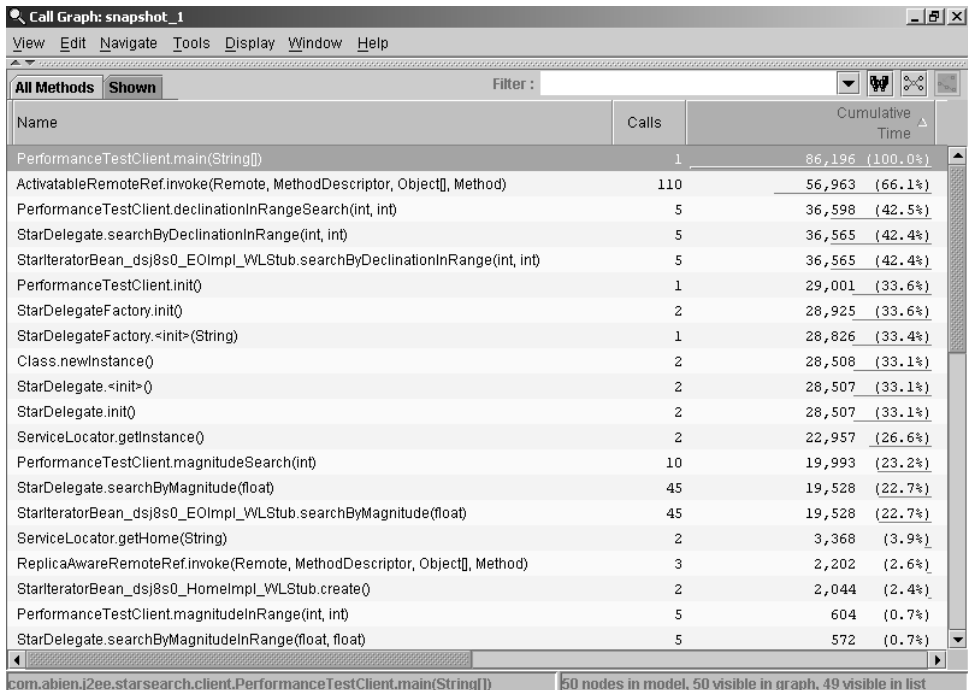 Call Graph: snapshot_1
View Edit Navigate Tools Display Window Help
All Methods Shown Filter :
Name Calls Cumulative Time
PerformanceTestClient.main(String[]) 1 86,196 (100.0%)
ActivatableRemoteRef.invoke(Remote, MethodDescriptor, Object[], Method) 110 56,963 (66.1%)
PerformanceTestClient.declinationInRangeSearch(int, int) 5 36,598 (42.5%)
StarDelegate.searchByDeclinationInRange(int, int) 5 36,565 (42.4%)
StarIteratorBean_dsj8s0_EOImpl_WLStub.searchByDeclinationInRange(int, int) 5 36,565 (42.4%)
PerformanceTestClient.init() 1 29,001 (33.6%)
StarDelegateFactory.init() 2 28,925 (33.6%)
StarDelegateFactory.<init>(String) 1 28,826 (33.4%)
Class.newInstance() 2 28,508 (33.1%)
StarDelegate.<init>() 2 28,507 (33.1%)
StarDelegate.init() 2 28,507 (33.1%)
ServiceLocator.getInstance() 2 22,957 (26.6%)
PerformanceTestClient.magnitudeSearch(int) 10 19,993 (23.2%)
StarDelegate.searchByMagnitude(float) 45 19,528 (22.7%)
StarIteratorBean_dsj8s0_EOImpl_WLStub.searchByMagnitude(float) 45 19,528 (22.7%)
ServiceLocator.getHome(String) 2 3,368 (3.9%)
ReplicaAwareRemoteRef.invoke(Remote, MethodDescriptor, Object[], Method) 3 2,202 (2.6%)
StarIteratorBean_dsj8s0_HomeImpl_WLStub.create() 2 2,044 (2.4%)
PerformanceTestClient.magnitudeInRange(int, int) 5 604 (0.7%)
StarDelegate.searchByMagnitudeInRange(float, float) 5 572 (0.7%)
com.abien.j2ee.starsearch.client.PerformanceTestClient.main(String[]) 50 nodes in model, 50 visible in graph, 49 visible in list